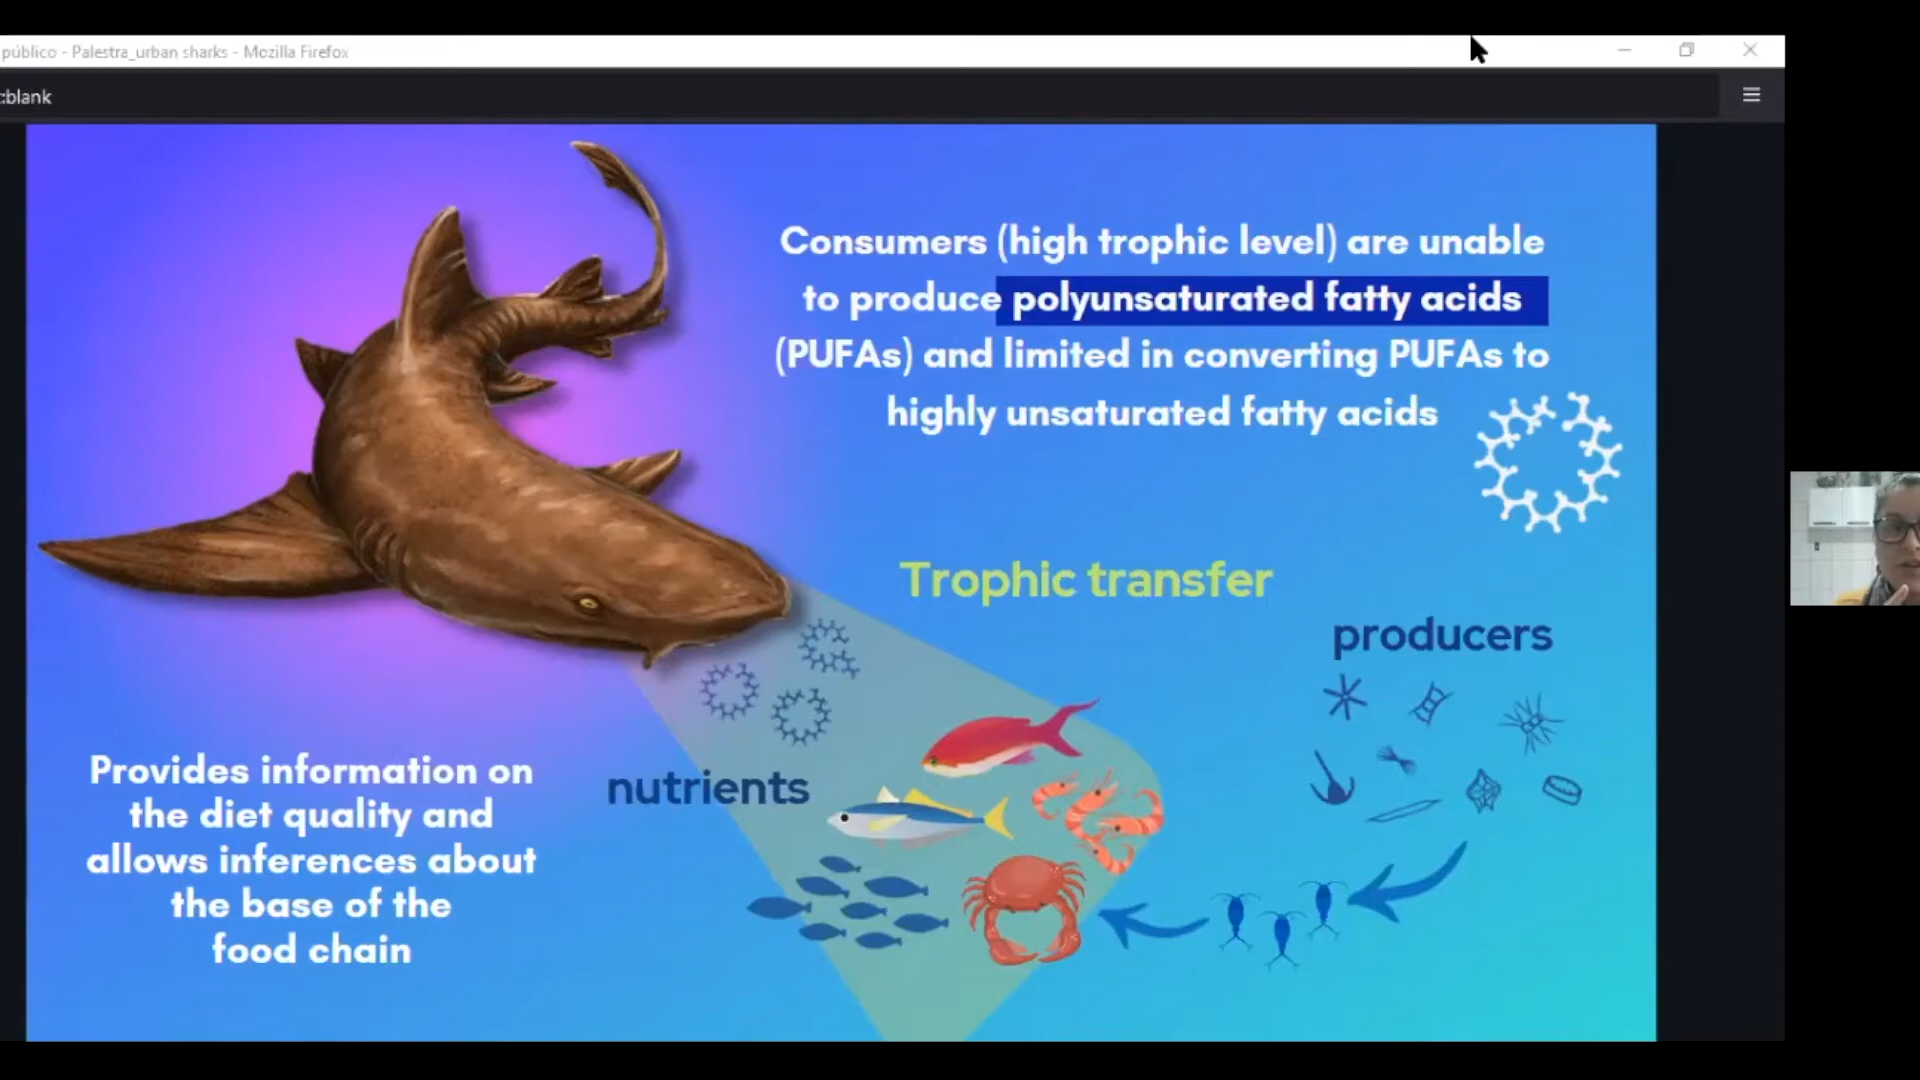 público - Palestra_urban sharks - Mozilla Firefox
:blank
Consumers (high trophic level) are unable
to produce polyunsaturated fatty acids
(PUFAs) and limited in converting PUFAs to
highly unsaturated fatty acids
Trophic transfer
producers
nutrients
Provides information on
the diet quality and
allows inferences about
the base of the
food chain